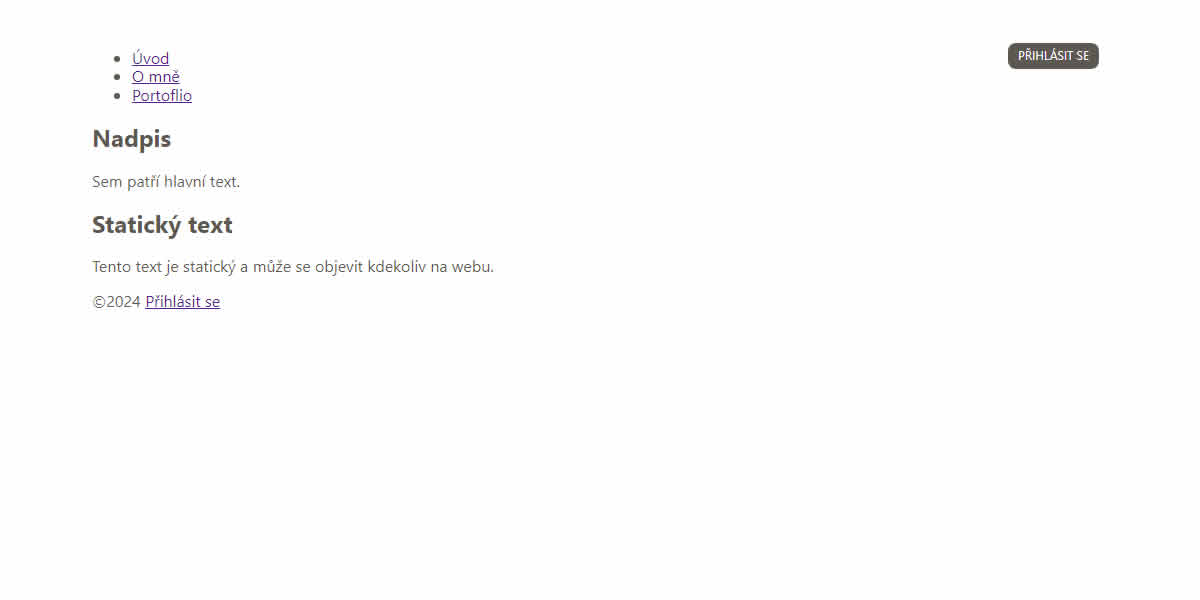 Úvod
PŘIHLÁSIT SE
O mně
Portoflio
Nadpis
Sem patří hlavní text.
Statický text
Tento text je statický a může se objevit kdekoliv na webu.
©2024 Přihlásit se